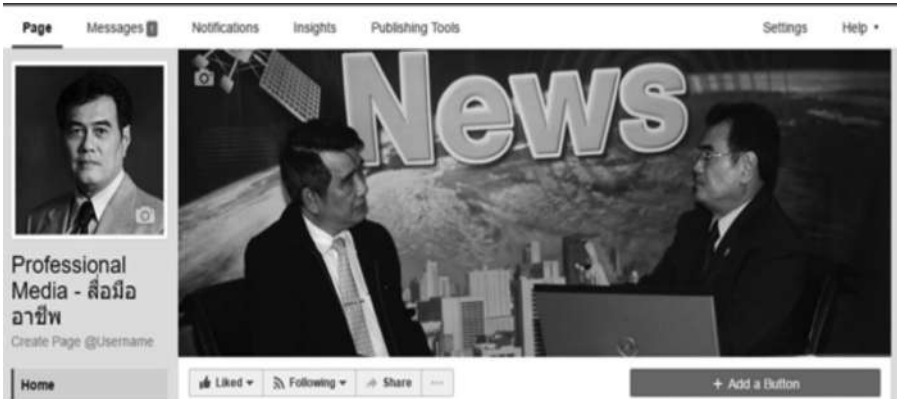 Page Messages Notifications Insights Publishing Tools Settings Help
News
Professional
Media - สื่อมือ
อาชีพ
Create Page @Username
Home
Liked Following Share ... + Add a Button